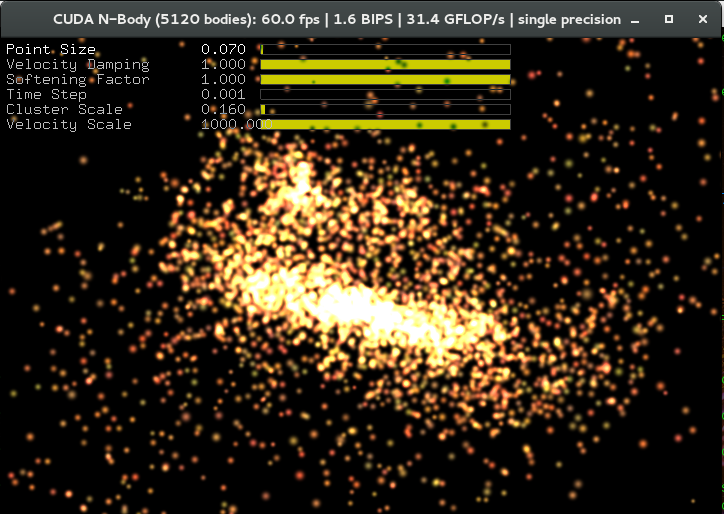 CUDA N-Body (5120 bodies): 60.0 fps | 1.6 BIPS | 31.4 GFLOP/s | single precision
Point Size 0.070
Velocity Damping 1.000
Softening Factor 1.000
Time Step 0.001
Cluster Scale 0.160
Velocity Scale 1000.000